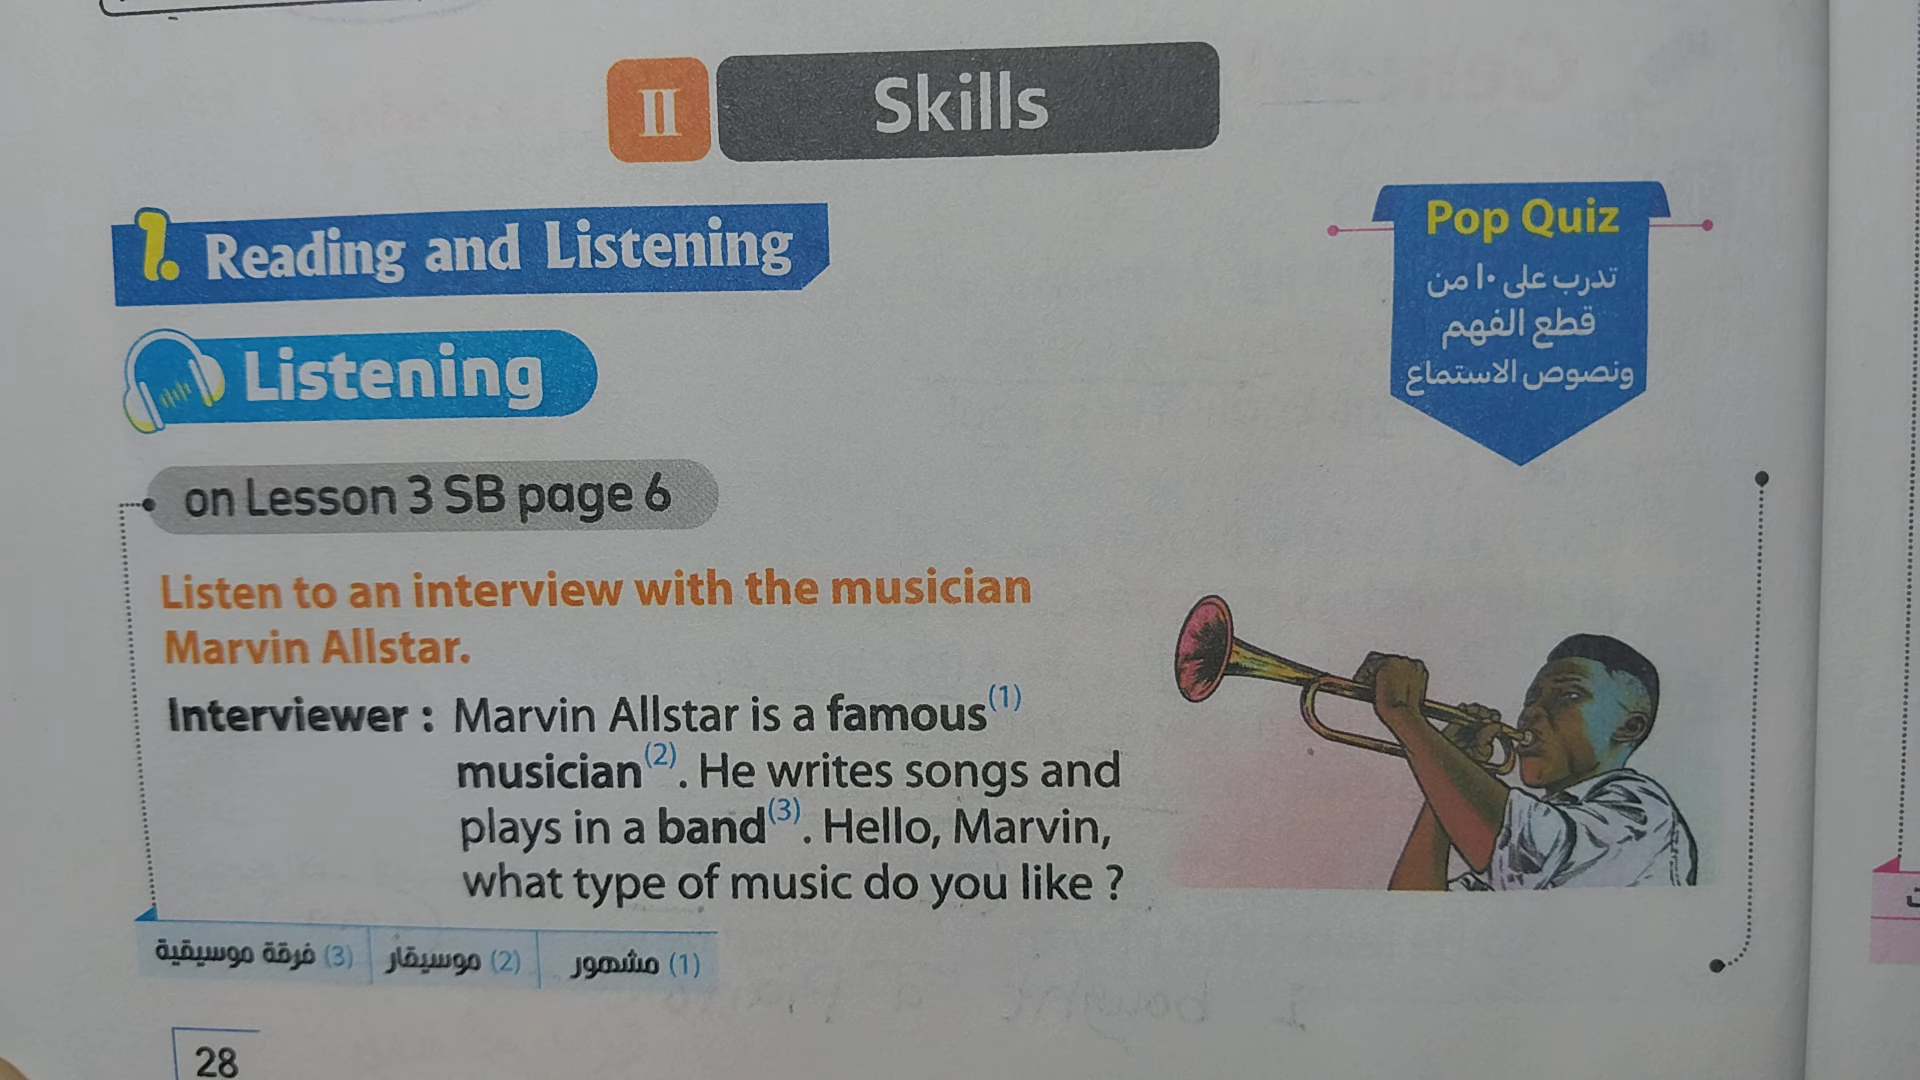 II Skills
1. Reading and Listening
Pop Quiz
تدرب على ١٠ من
قطع الفهم
ونصوص الاستماع
Listening
on Lesson 3 SB page 6
Listen to an interview with the musician
Marvin Allstar.
Interviewer : Marvin Allstar is a famous(1)
musician(2). He writes songs and
plays in a band(3). Hello, Marvin,
what type of music do you like ?
(1) مشهور (2) موسيقار (3) فرقة موسيقية
28